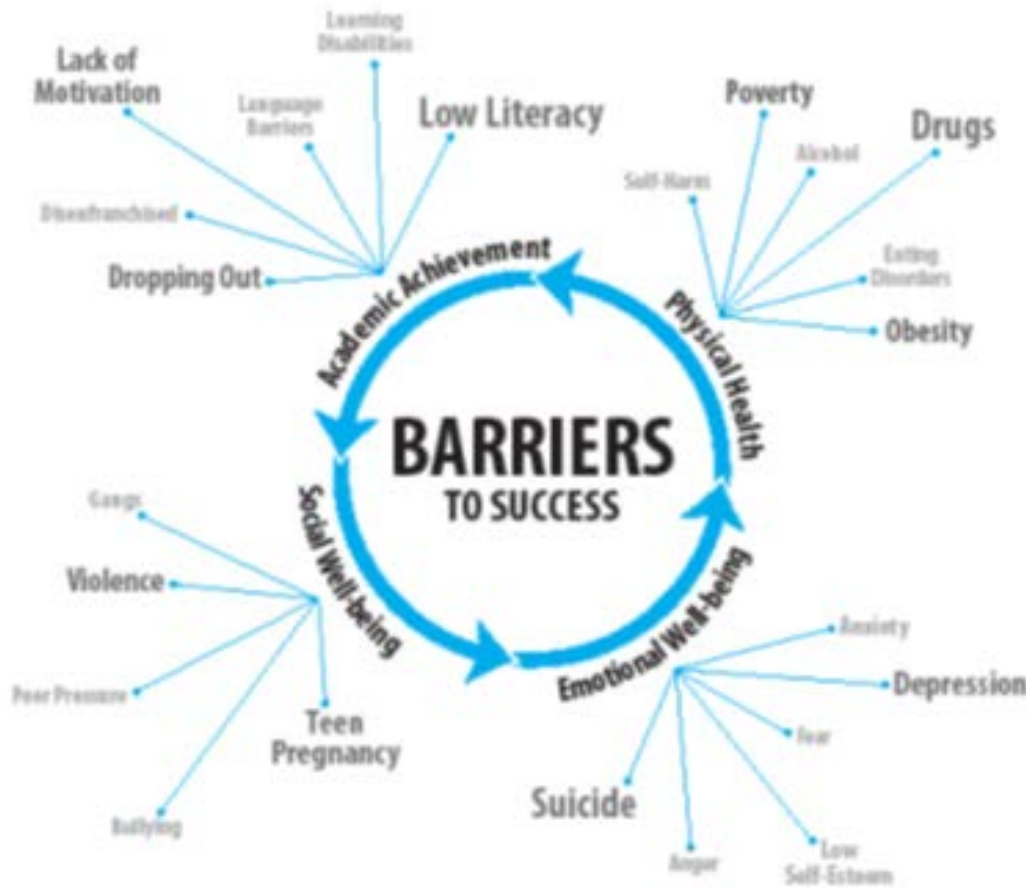 Learning
Disabilities
Lack of
Motivation
Language
Barriers
Low Literacy
Disenfranchised
Dropping Out
Academic Achievement
Poverty
Drugs
Alcohol
Self-Harm
Eating
Disorders
Obesity
Physical Health
BARRIERS
TO SUCCESS
Gangs
Violence
Social Well-being
Peer Pressure
Teen
Pregnancy
Bullying
Emotional Well-being
Anxiety
Depression
Fear
Suicide
Anger
Low
Self-Esteem